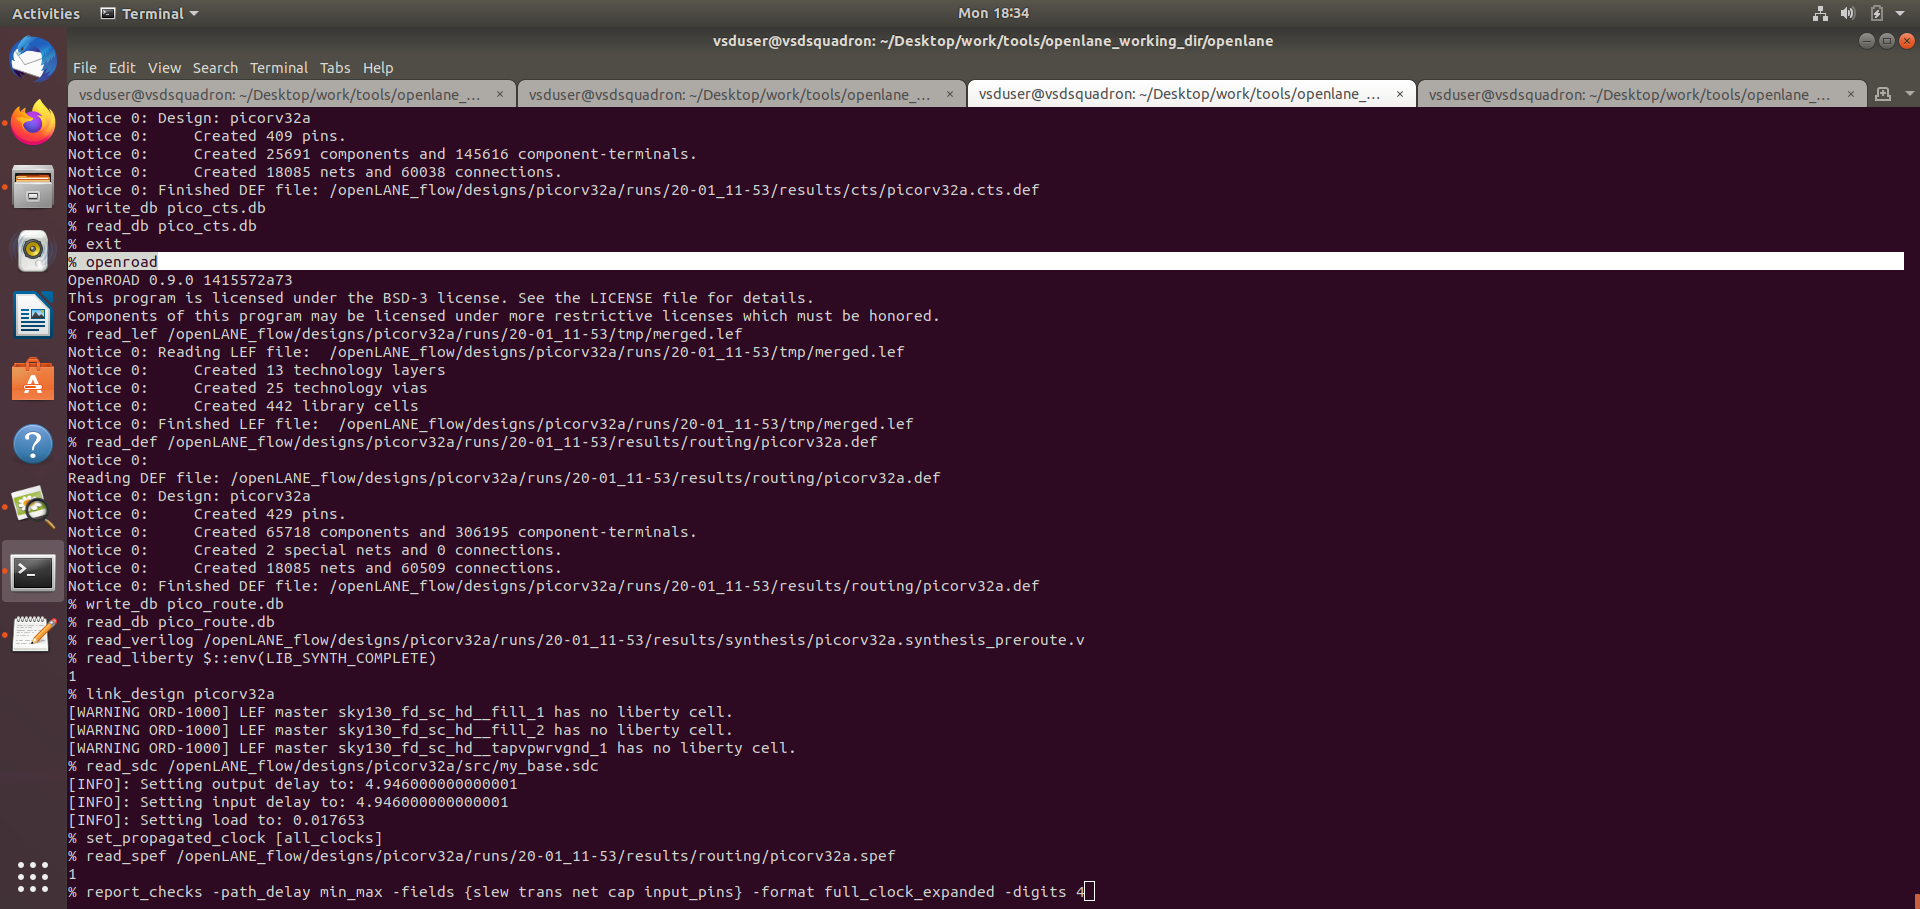 Activities Terminal Mon 18:34
vsduser@vsdsquadron: ~/Desktop/work/tools/openlane_working_dir/openlane
File Edit View Search Terminal Tabs Help
vsduser@vsdsquadron: ~/Desktop/work/tools/openlane_... × vsduser@vsdsquadron: ~/Desktop/work/tools/openlane_... × vsduser@vsdsquadron: ~/Desktop/work/tools/openlane_... × vsduser@vsdsquadron: ~/Desktop/work/tools/openlane_... ×
Notice 0: Design: picorv32a
Notice 0:     Created 409 pins.
Notice 0:     Created 25691 components and 145616 component-terminals.
Notice 0:     Created 18085 nets and 60038 connections.
Notice 0: Finished DEF file: /openLANE_flow/designs/picorv32a/runs/20-01_11-53/results/cts/picorv32a.cts.def
% write_db pico_cts.db
% read_db pico_cts.db
% exit
% openroad
OpenROAD 0.9.0 1415572a73
This program is licensed under the BSD-3 license. See the LICENSE file for details.
Components of this program may be licensed under more restrictive licenses which must be honored.
% read_lef /openLANE_flow/designs/picorv32a/runs/20-01_11-53/tmp/merged.lef
Notice 0: Reading LEF file:  /openLANE_flow/designs/picorv32a/runs/20-01_11-53/tmp/merged.lef
Notice 0:     Created 13 technology layers
Notice 0:     Created 25 technology vias
Notice 0:     Created 442 library cells
Notice 0: Finished LEF file:  /openLANE_flow/designs/picorv32a/runs/20-01_11-53/tmp/merged.lef
% read_def /openLANE_flow/designs/picorv32a/runs/20-01_11-53/results/routing/picorv32a.def
Notice 0:
Reading DEF file: /openLANE_flow/designs/picorv32a/runs/20-01_11-53/results/routing/picorv32a.def
Notice 0: Design: picorv32a
Notice 0:     Created 429 pins.
Notice 0:     Created 65718 components and 306195 component-terminals.
Notice 0:     Created 2 special nets and 0 connections.
Notice 0:     Created 18085 nets and 60509 connections.
Notice 0: Finished DEF file: /openLANE_flow/designs/picorv32a/runs/20-01_11-53/results/routing/picorv32a.def
% write_db pico_route.db
% read_db pico_route.db
% read_verilog /openLANE_flow/designs/picorv32a/runs/20-01_11-53/results/synthesis/picorv32a.synthesis_preroute.v
% read_liberty $::env(LIB_SYNTH_COMPLETE)
1
% link_design picorv32a
[WARNING ORD-1000] LEF master sky130_fd_sc_hd__fill_1 has no liberty cell.
[WARNING ORD-1000] LEF master sky130_fd_sc_hd__fill_2 has no liberty cell.
[WARNING ORD-1000] LEF master sky130_fd_sc_hd__tapvpwrvgnd_1 has no liberty cell.
% read_sdc /openLANE_flow/designs/picorv32a/src/my_base.sdc
[INFO]: Setting output delay to: 4.946000000000001
[INFO]: Setting input delay to: 4.946000000000001
[INFO]: Setting load to: 0.017653
% set_propagated_clock [all_clocks]
% read_spef /openLANE_flow/designs/picorv32a/runs/20-01_11-53/results/routing/picorv32a.spef
1
% report_checks -path_delay min_max -fields {slew trans net cap input_pins} -format full_clock_expanded -digits 4